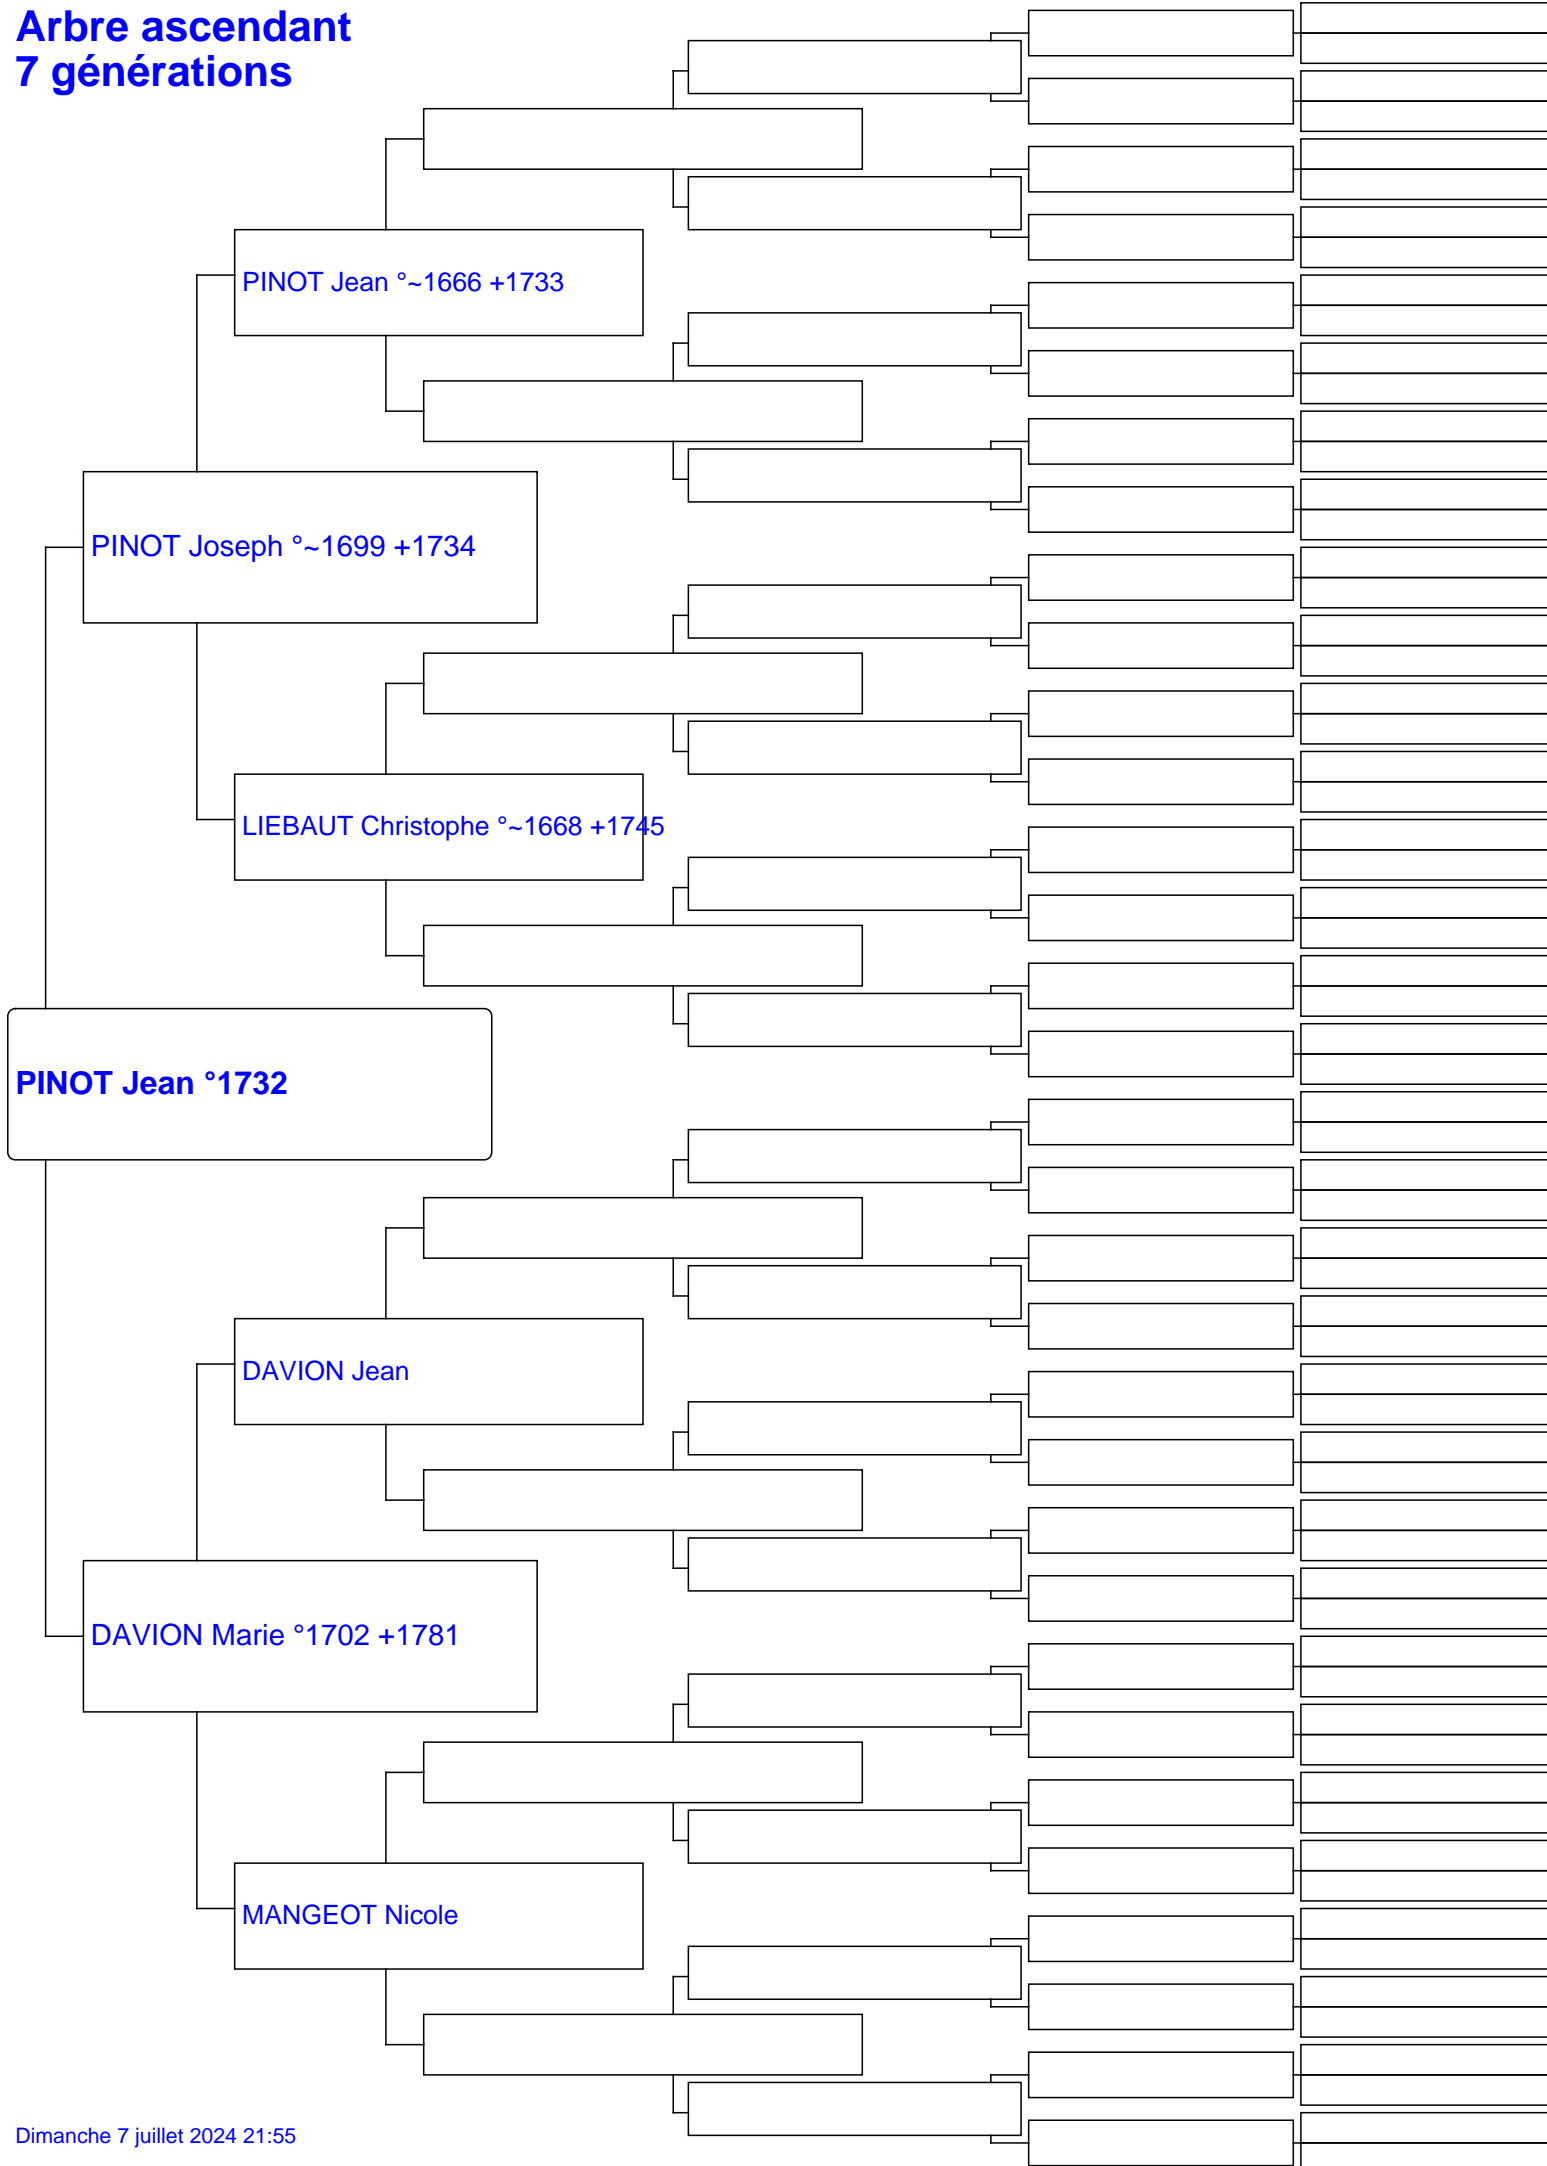 Arbre ascendant
7 générations
PINOT Jean °~1666 +1733
PINOT Joseph °~1699 +1734
LIEBAUT Christophe °~1668 +1745
PINOT Jean °1732
DAVION Jean
DAVION Marie °1702 +1781
MANGEOT Nicole
Dimanche 7 juillet 2024 21:55